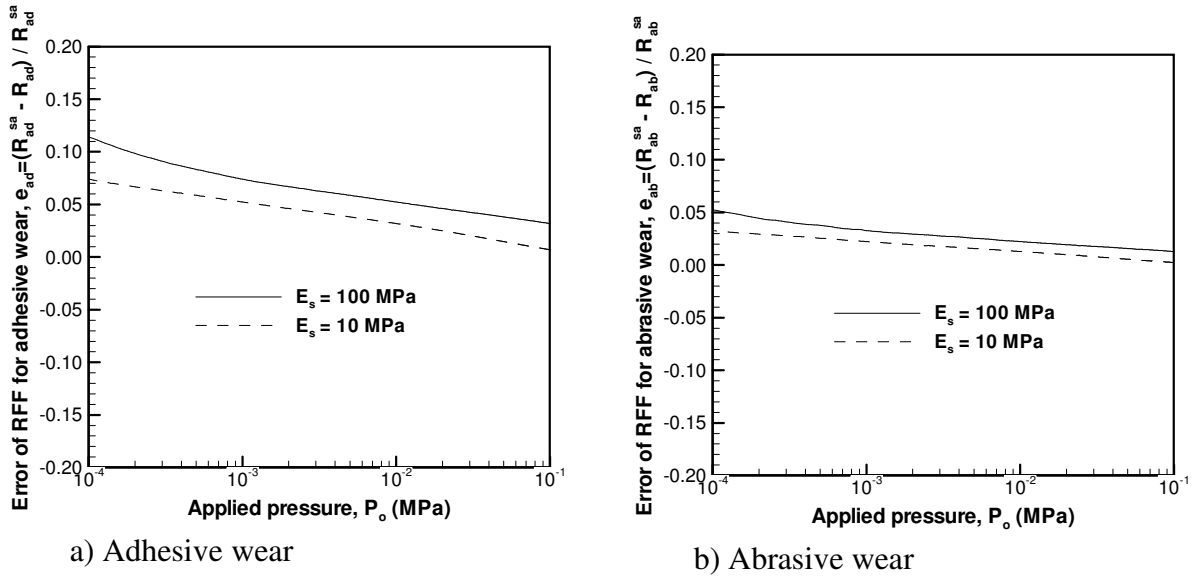 Error of RFF for adhesive wear, e_ad=(R_ad^sa - R_ad) / R_ad^sa
0.20
0.15
0.10
0.05
0.00
-0.05
-0.10
-0.15
-0.20
E_s = 100 MPa
E_s = 10 MPa
10^-4
10^-3
10^-2
10^-1
Applied pressure, P_o (MPa)
a) Adhesive wear
Error of RFF for abrasive wear, e_ab=(R_ab^sa - R_ab) / R_ab^sa
0.20
0.15
0.10
0.05
0.00
-0.05
-0.10
-0.15
-0.20
E_s = 100 MPa
E_s = 10 MPa
10^-4
10^-3
10^-2
10^-1
Applied pressure, P_o (MPa)
b) Abrasive wear